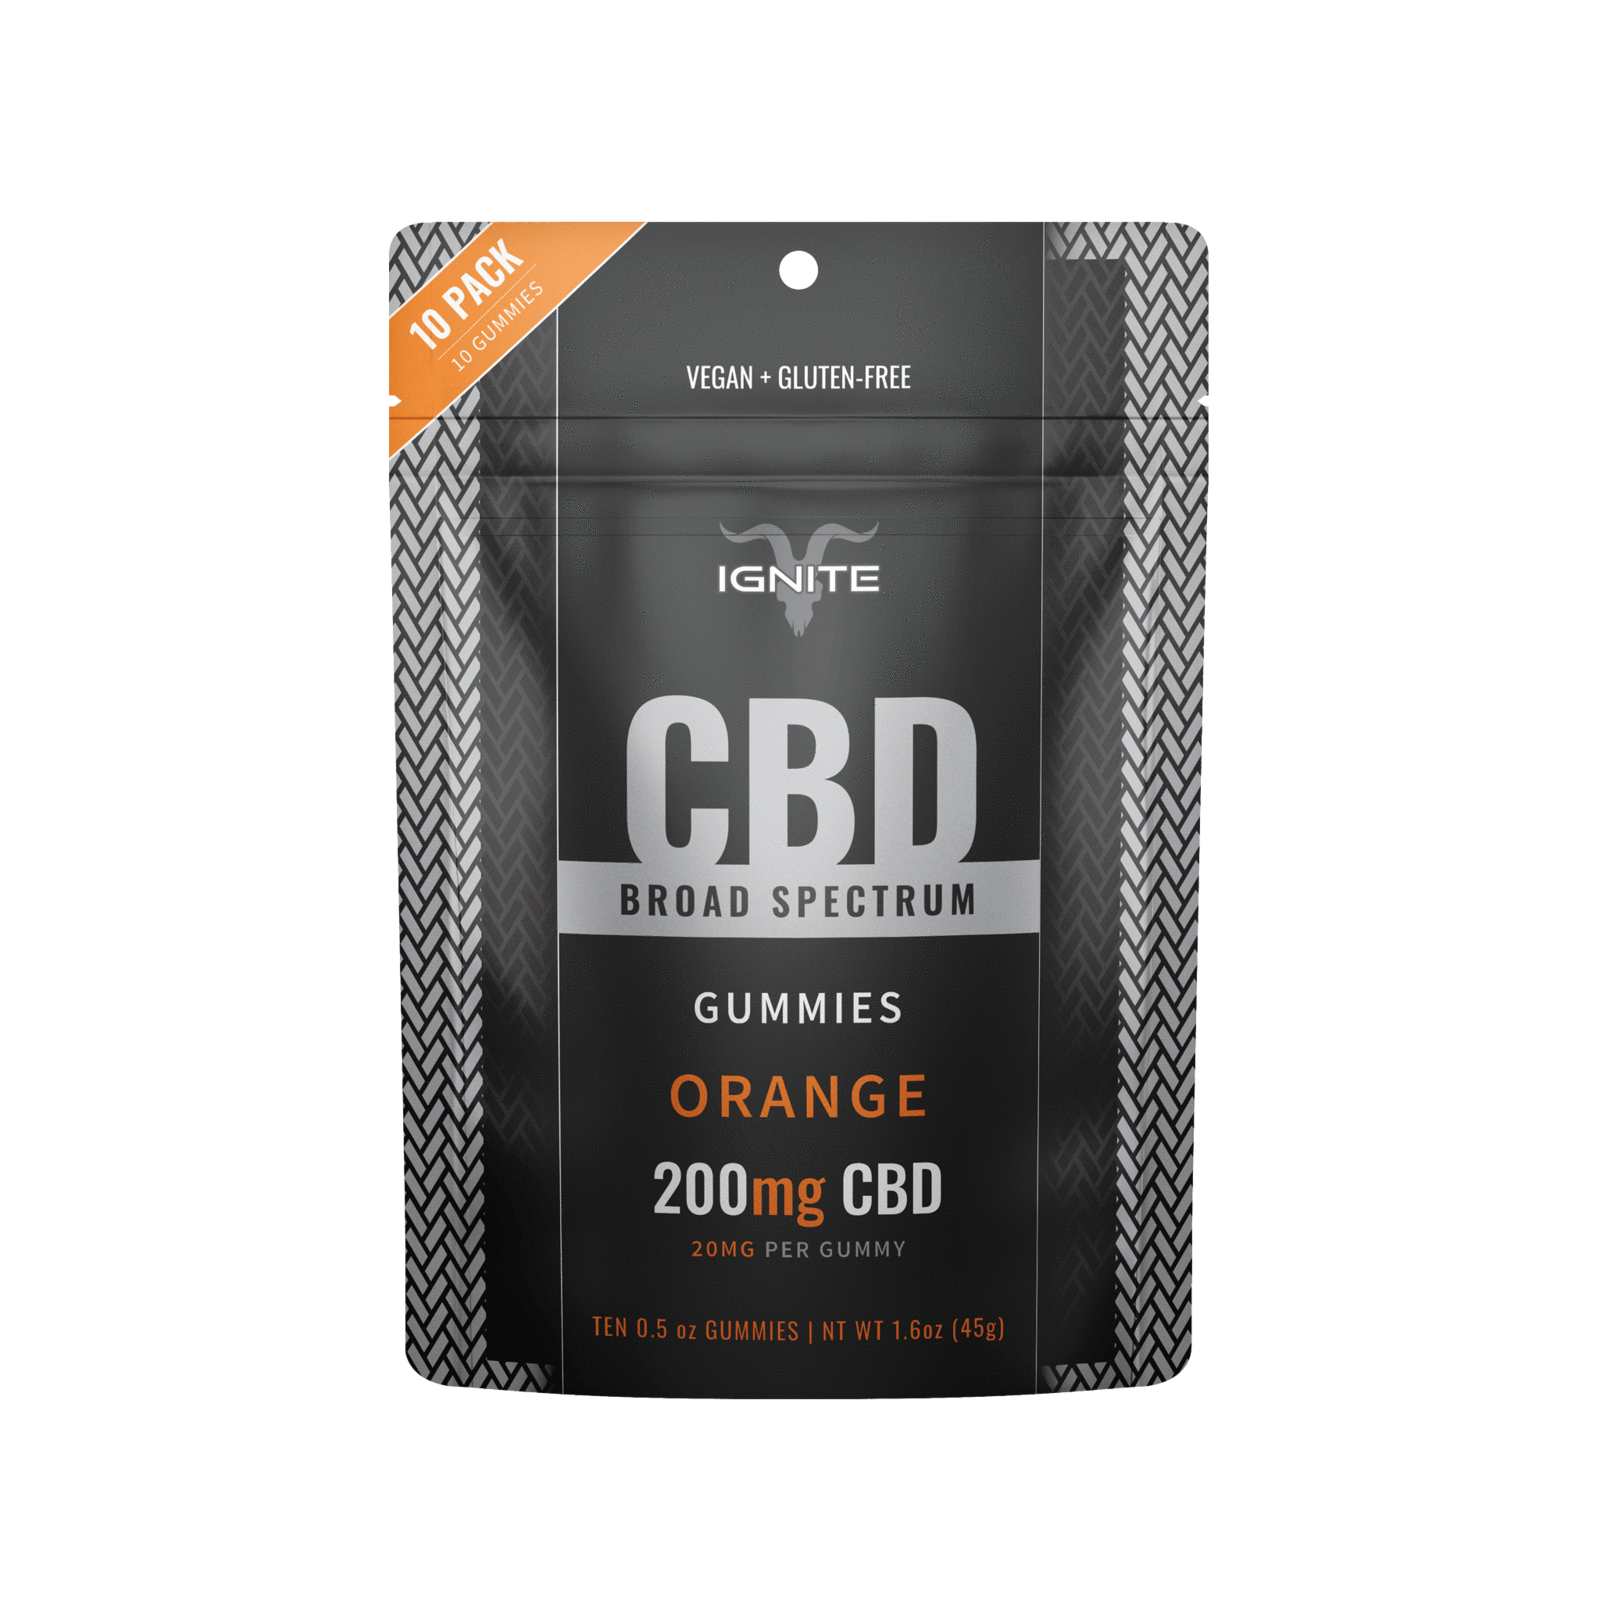 10 PACK
10 GUMMIES
VEGAN + GLUTEN-FREE
IGNITE
CBD
BROAD SPECTRUM
GUMMIES
ORANGE
200mg CBD
20MG PER GUMMY
TEN 0.5 oz GUMMIES | NT WT 1.6oz (45g)